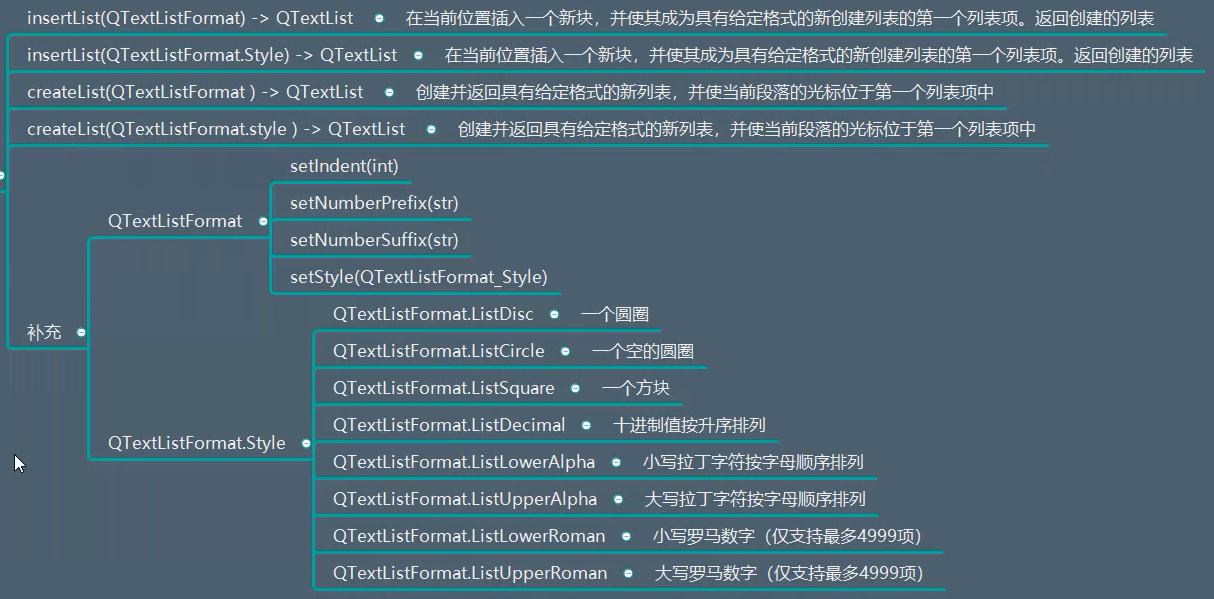 insertList(QTextListFormat) -> QTextList 在当前位置插入一个新块，并使其成为具有给定格式的新创建列表的第一个列表项。返回创建的列表
insertList(QTextListFormat.Style) -> QTextList 在当前位置插入一个新块，并使其成为具有给定格式的新创建列表的第一个列表项。返回创建的列表
createList(QTextListFormat ) -> QTextList 创建并返回具有给定格式的新列表，并使当前段落的光标位于第一个列表项中
createList(QTextListFormat.style ) -> QTextList 创建并返回具有给定格式的新列表，并使当前段落的光标位于第一个列表项中
补充
QTextListFormat
setIndent(int)
setNumberPrefix(str)
setNumberSuffix(str)
setStyle(QTextListFormat_Style)
QTextListFormat.Style
QTextListFormat.ListDisc 一个圆圈
QTextListFormat.ListCircle 一个空的圆圈
QTextListFormat.ListSquare 一个方块
QTextListFormat.ListDecimal 十进制值按升序排列
QTextListFormat.ListLowerAlpha 小写拉丁字符按字母顺序排列
QTextListFormat.ListUpperAlpha 大写拉丁字符按字母顺序排列
QTextListFormat.ListLowerRoman 小写罗马数字（仅支持最多4999项）
QTextListFormat.ListUpperRoman 大写罗马数字（仅支持最多4999项）